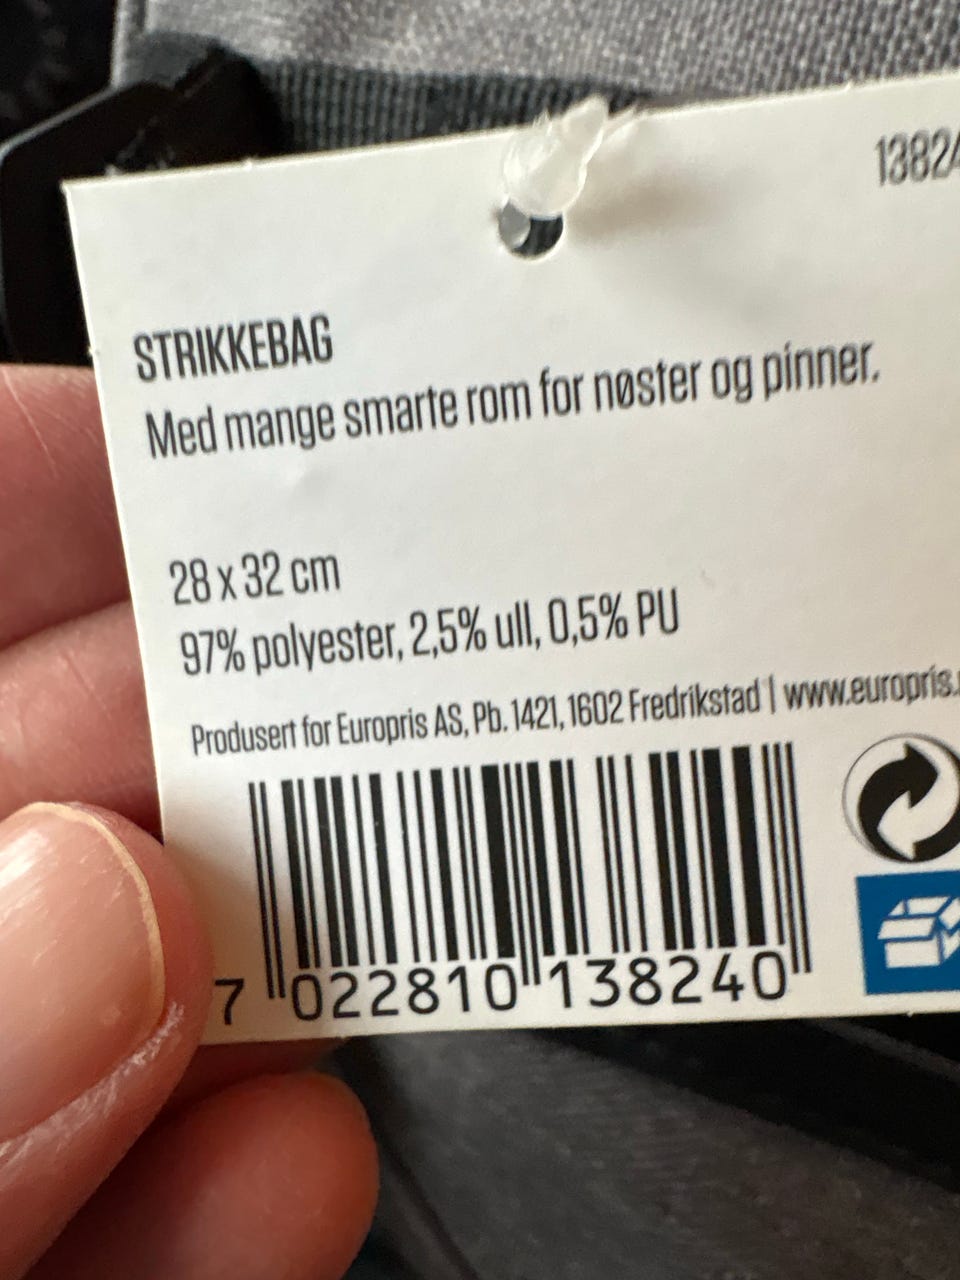 13824
STRIKKEBAG
Med mange smarte rom for nøster og pinner.
28 x 32 cm
97% polyester, 2,5% ull, 0,5% PU
Produsert for Europris AS, Pb. 1421, 1602 Fredrikstad | www.europris.
7 022810 138240